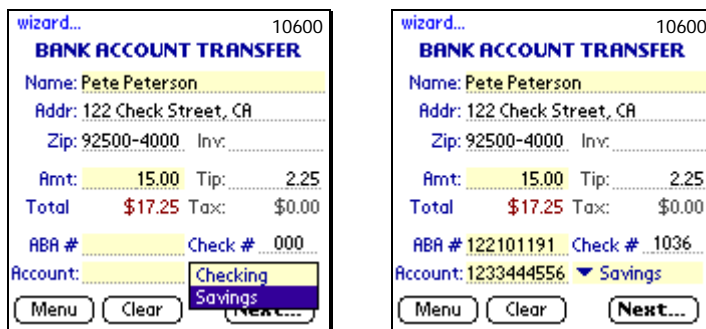 wizard... 10600
BANK ACCOUNT TRANSFER
Name: Pete Peterson
Addr: 122 Check Street, CA
Zip: 92500-4000 Inv:
Amt: 15.00 Tip: 2.25
Total $17.25 Tax: $0.00
ABA # Check # 000
Account: Checking
Savings
Menu Clear Next...
wizard... 10600
BANK ACCOUNT TRANSFER
Name: Pete Peterson
Addr: 122 Check Street, CA
Zip: 92500-4000 Inv:
Amt: 15.00 Tip: 2.25
Total $17.25 Tax: $0.00
ABA # 122101191 Check # 1036
Account: 1233444556 Savings
Menu Clear Next...